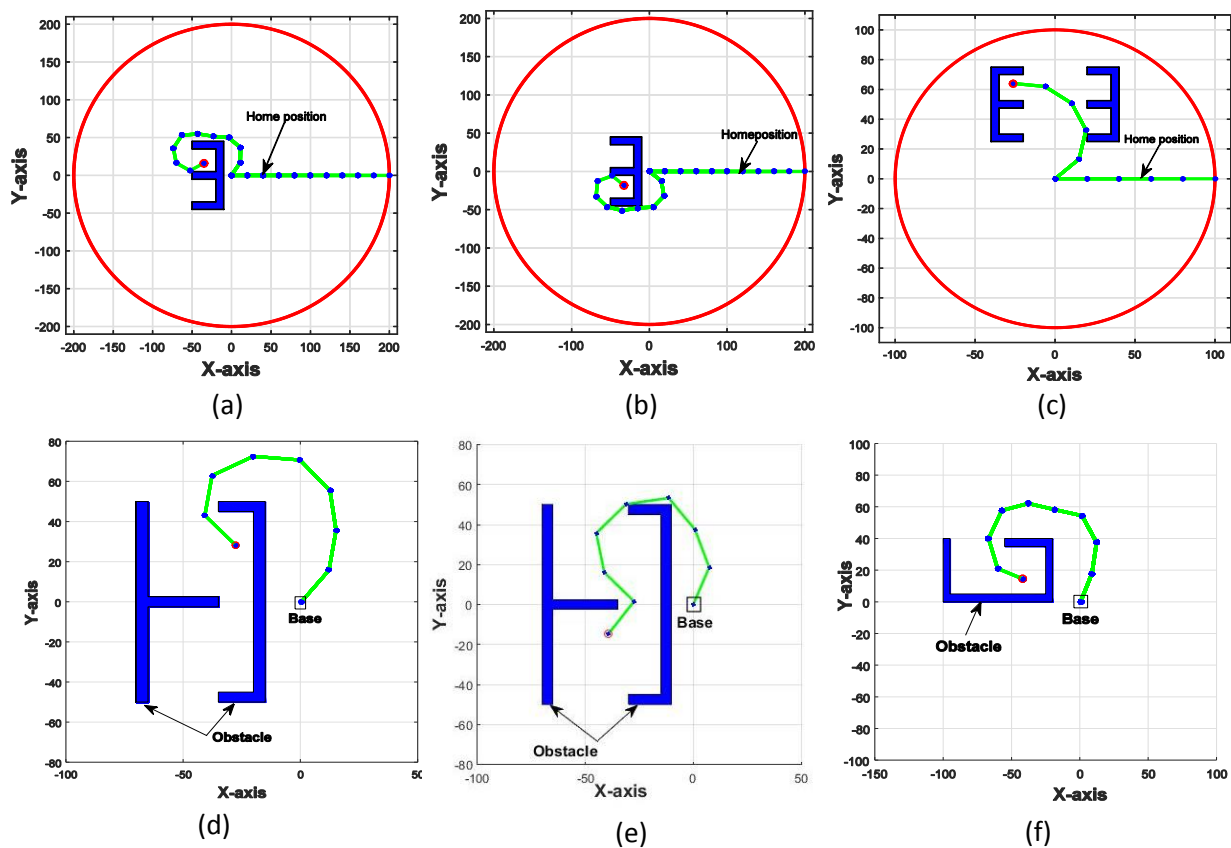 200
150
100
50
0
-50
-100
-150
-200
Y-axis
Home position
-200 -150 -100 -50 0 50 100 150 200
X-axis
(a)
200
150
100
50
0
-50
-100
-150
-200
Y-axis
Homeposition
-200 -100 0 100 200
X-axis
(b)
100
80
60
40
20
0
-20
-40
-60
-80
-100
Y-axis
Home position
-100 -50 0 50 100
X-axis
(c)
80
60
40
20
0
-20
-40
-60
-80
Y-axis
Base
Obstacle
-100 -50 0 50
X-axis
(d)
80
60
40
20
0
-20
-40
-60
-80
Y-axis
Base
Obstacle
-100 -50 0 50
X-axis
(e)
100
80
60
40
20
0
-20
-40
-60
-80
-100
Y-axis
Obstacle
Base
-150 -100 -50 0 50 100
X-axis
(f)